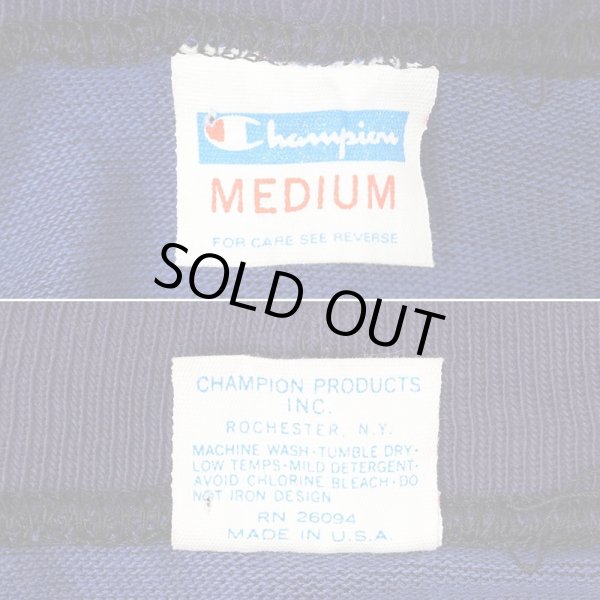 Champion
MEDIUM
FOR CARE SEE REVERSE
SOLD OUT
CHAMPION PRODUCTS
INC.
ROCHESTER, N.Y.
MACHINE WASH·TUMBLE DRY·
LOW TEMPS·MILD DETERGENT·
AVOID CHLORINE BLEACH·DO
NOT IRON DESIGN
RN 26094
MADE IN U.S.A.